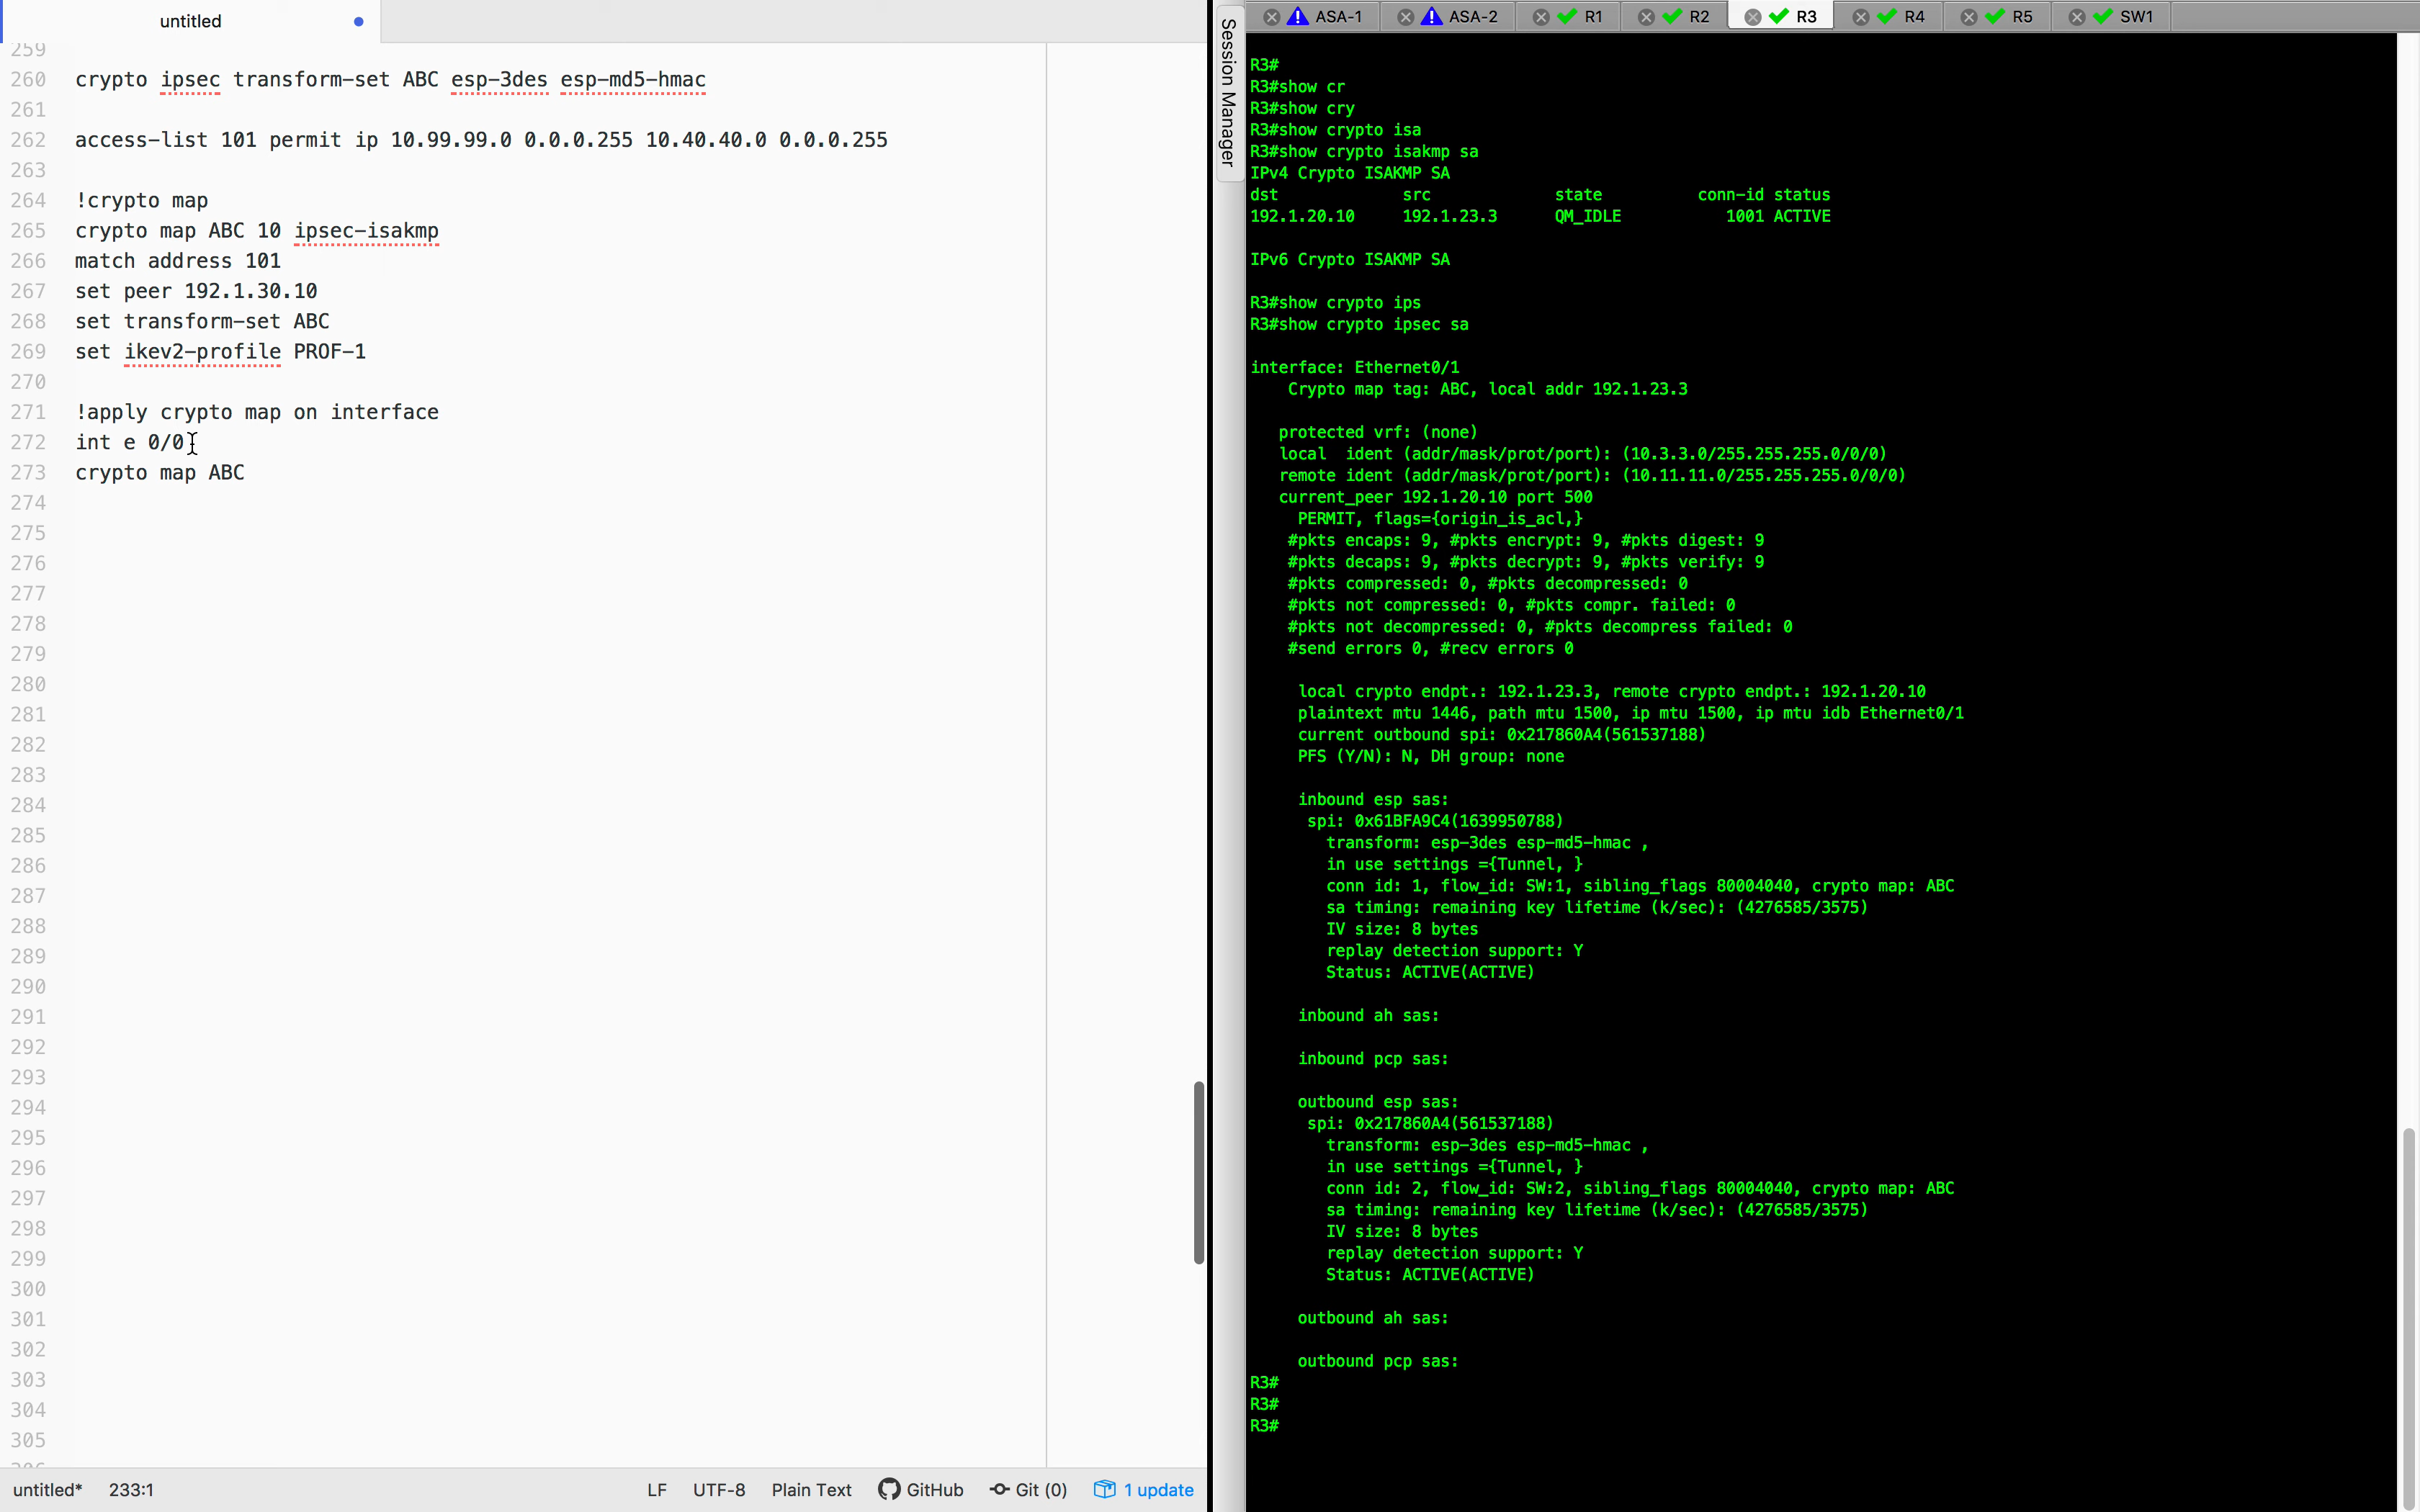 untitled
259
260 crypto ipsec transform-set ABC esp-3des esp-md5-hmac
261
262 access-list 101 permit ip 10.99.99.0 0.0.0.255 10.40.40.0 0.0.0.255
263
264 !crypto map
265 crypto map ABC 10 ipsec-isakmp
266 match address 101
267 set peer 192.1.30.10
268 set transform-set ABC
269 set ikev2-profile PROF-1
270
271 !apply crypto map on interface
272 int e 0/0
273 crypto map ABC
274
275
276
277
278
279
280
281
282
283
284
285
286
287
288
289
290
291
292
293
294
295
296
297
298
299
300
301
302
303
304
305
306
untitled* 233:1 LF UTF-8 Plain Text GitHub Git (0) 1 update
Session Manager
ASA-1 ASA-2 R1 R2 R3 R4 R5 SW1
R3#
R3#show cr
R3#show cry
R3#show crypto isa
R3#show crypto isakmp sa
IPv4 Crypto ISAKMP SA
dst src state conn-id status
192.1.20.10 192.1.23.3 QM_IDLE 1001 ACTIVE
IPv6 Crypto ISAKMP SA
R3#show crypto ips
R3#show crypto ipsec sa
interface: Ethernet0/1
Crypto map tag: ABC, local addr 192.1.23.3
protected vrf: (none)
local ident (addr/mask/prot/port): (10.3.3.0/255.255.255.0/0/0)
remote ident (addr/mask/prot/port): (10.11.11.0/255.255.255.0/0/0)
current_peer 192.1.20.10 port 500
PERMIT, flags={origin_is_acl,}
#pkts encaps: 9, #pkts encrypt: 9, #pkts digest: 9
#pkts decaps: 9, #pkts decrypt: 9, #pkts verify: 9
#pkts compressed: 0, #pkts decompressed: 0
#pkts not compressed: 0, #pkts compr. failed: 0
#pkts not decompressed: 0, #pkts decompress failed: 0
#send errors 0, #recv errors 0
local crypto endpt.: 192.1.23.3, remote crypto endpt.: 192.1.20.10
plaintext mtu 1446, path mtu 1500, ip mtu 1500, ip mtu idb Ethernet0/1
current outbound spi: 0x217860A4(561537188)
PFS (Y/N): N, DH group: none
inbound esp sas:
spi: 0x61BFA9C4(1639950788)
transform: esp-3des esp-md5-hmac ,
in use settings ={Tunnel, }
conn id: 1, flow_id: SW:1, sibling_flags 80004040, crypto map: ABC
sa timing: remaining key lifetime (k/sec): (4276585/3575)
IV size: 8 bytes
replay detection support: Y
Status: ACTIVE(ACTIVE)
inbound ah sas:
inbound pcp sas:
outbound esp sas:
spi: 0x217860A4(561537188)
transform: esp-3des esp-md5-hmac ,
in use settings ={Tunnel, }
conn id: 2, flow_id: SW:2, sibling_flags 80004040, crypto map: ABC
sa timing: remaining key lifetime (k/sec): (4276585/3575)
IV size: 8 bytes
replay detection support: Y
Status: ACTIVE(ACTIVE)
outbound ah sas:
outbound pcp sas:
R3#
R3#
R3#